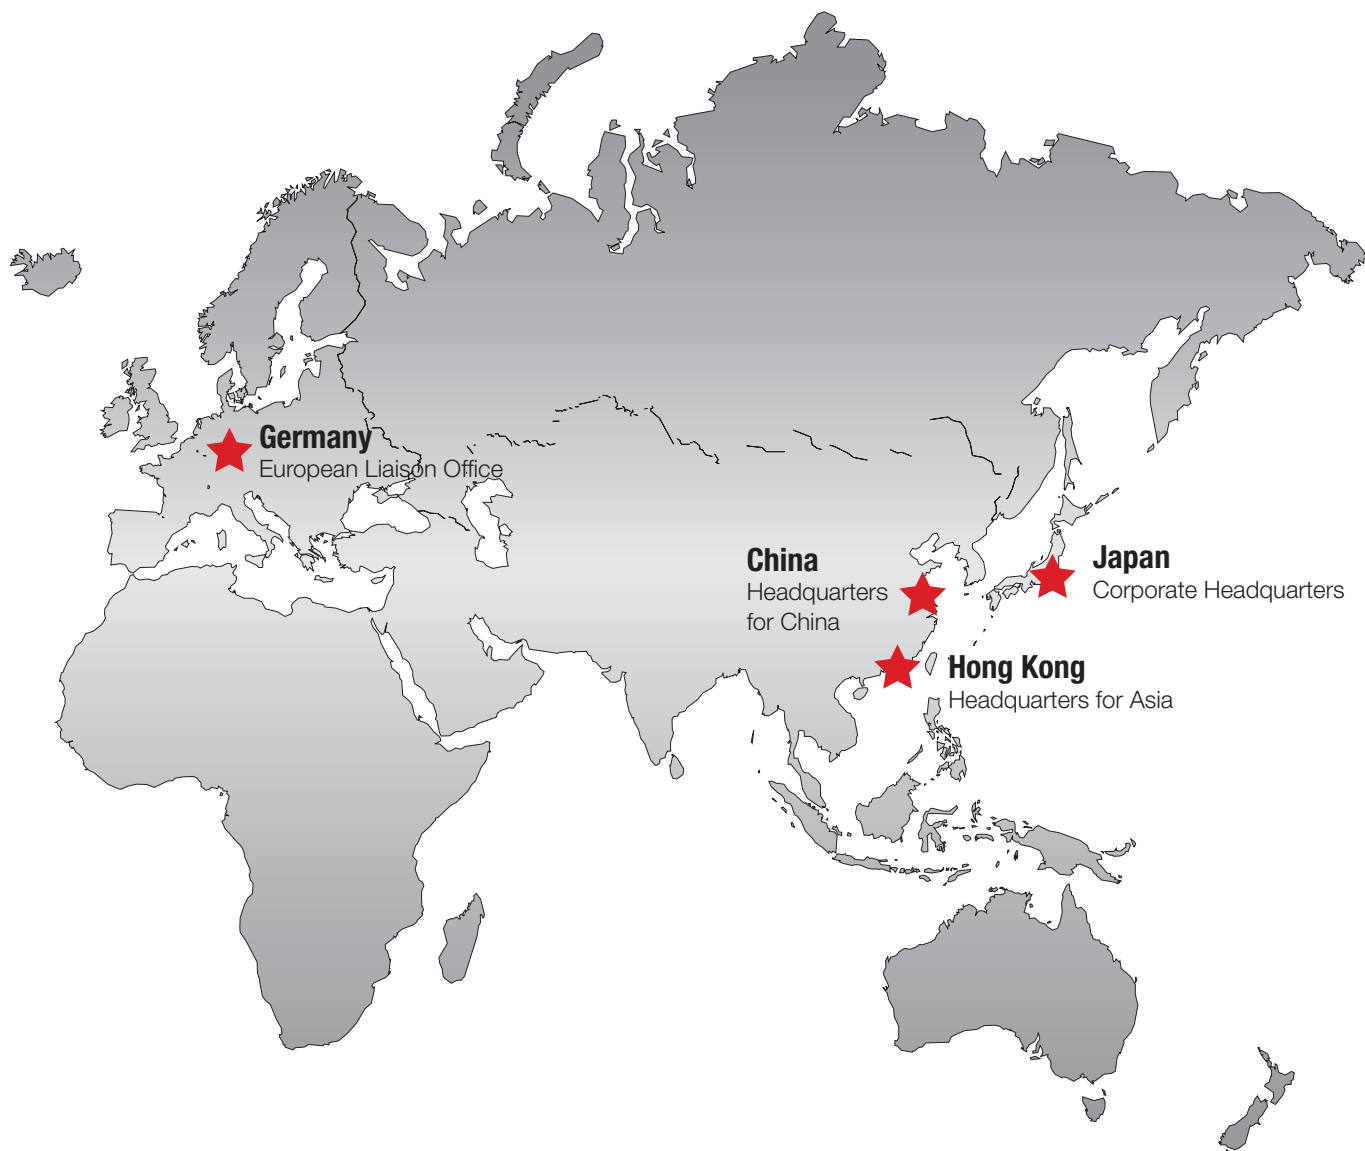 Germany
European Liaison Office
China
Headquarters
for China
Japan
Corporate Headquarters
Hong Kong
Headquarters for Asia